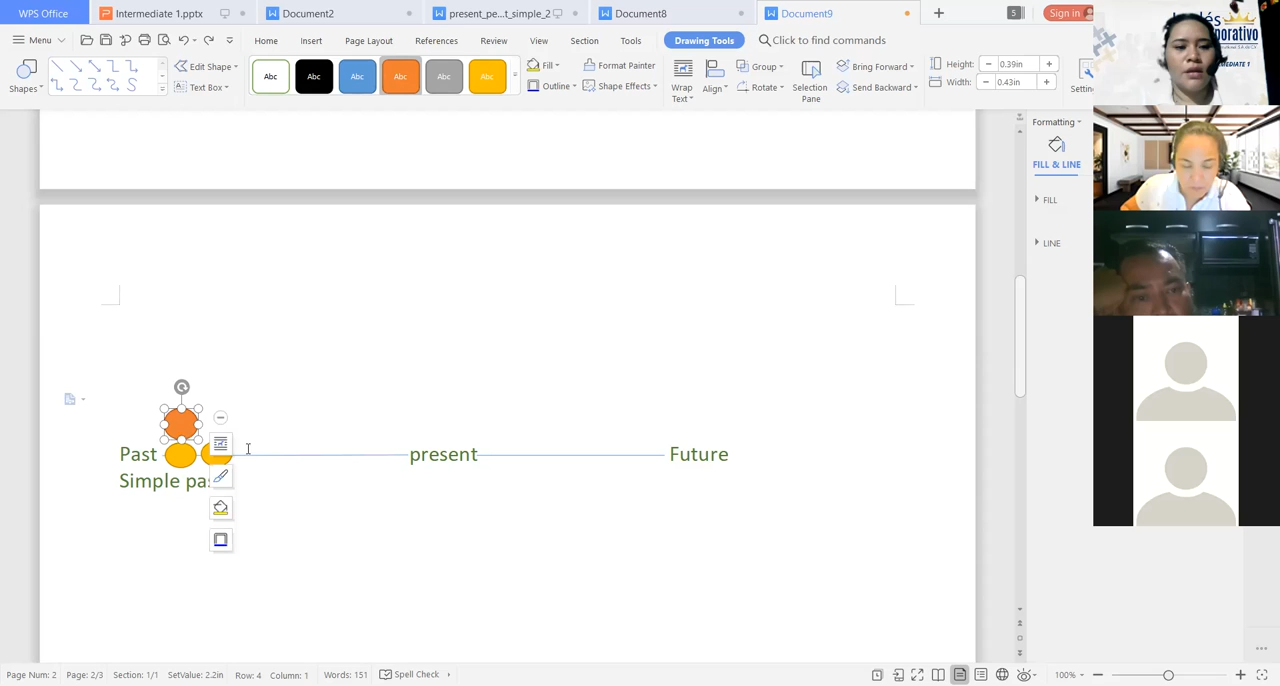 WPS Office
Intermediate 1.pptx
Document2
present_pe...t_simple_2
Document8
Document9
5
Sign in
Menu
Home
Insert
Page Layout
References
Review
View
Section
Tools
Drawing Tools
Click to find commands
Shapes
Edit Shape
Text Box
Abc
Abc
Abc
Abc
Abc
Abc
Fill
Outline
Format Painter
Shape Effects
Wrap
Text
Align
Group
Rotate
Selection
Pane
Bring Forward
Send Backward
Height: 0.39in
Width: 0.43in
Formatting
FILL & LINE
FILL
LINE
Past
present
Future
Simple pas
Page Num: 2
Page: 2/3
Section: 1/1
SetValue: 2.2in
Row: 4
Column: 1
Words: 151
Spell Check
100%